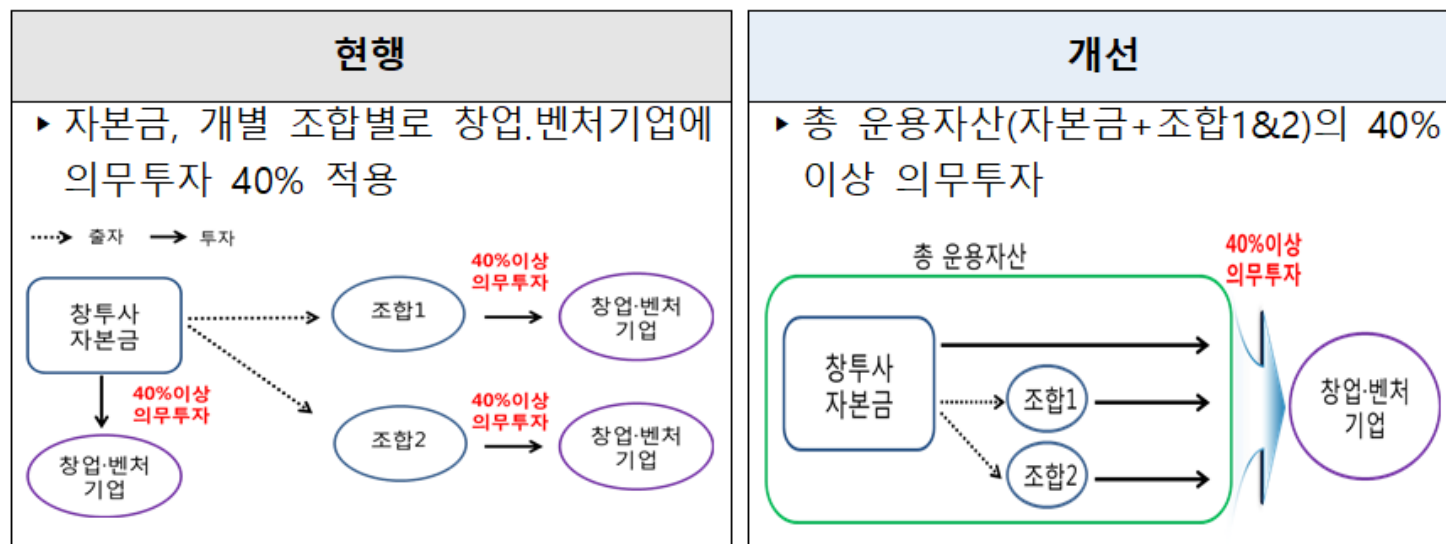 현행
▸ 자본금, 개별 조합별로 창업.벤처기업에
의무투자 40% 적용
출자
투자
40%이상
의무투자
창투사
자본금
조합1
창업·벤처
기업
40%이상
의무투자
40%이상
의무투자
조합2
창업·벤처
기업
창업·벤처
기업
개선
▸ 총 운용자산(자본금+조합1&2)의 40%
이상 의무투자
총 운용자산
40%이상
의무투자
창투사
자본금
조합1
조합2
창업·벤처
기업